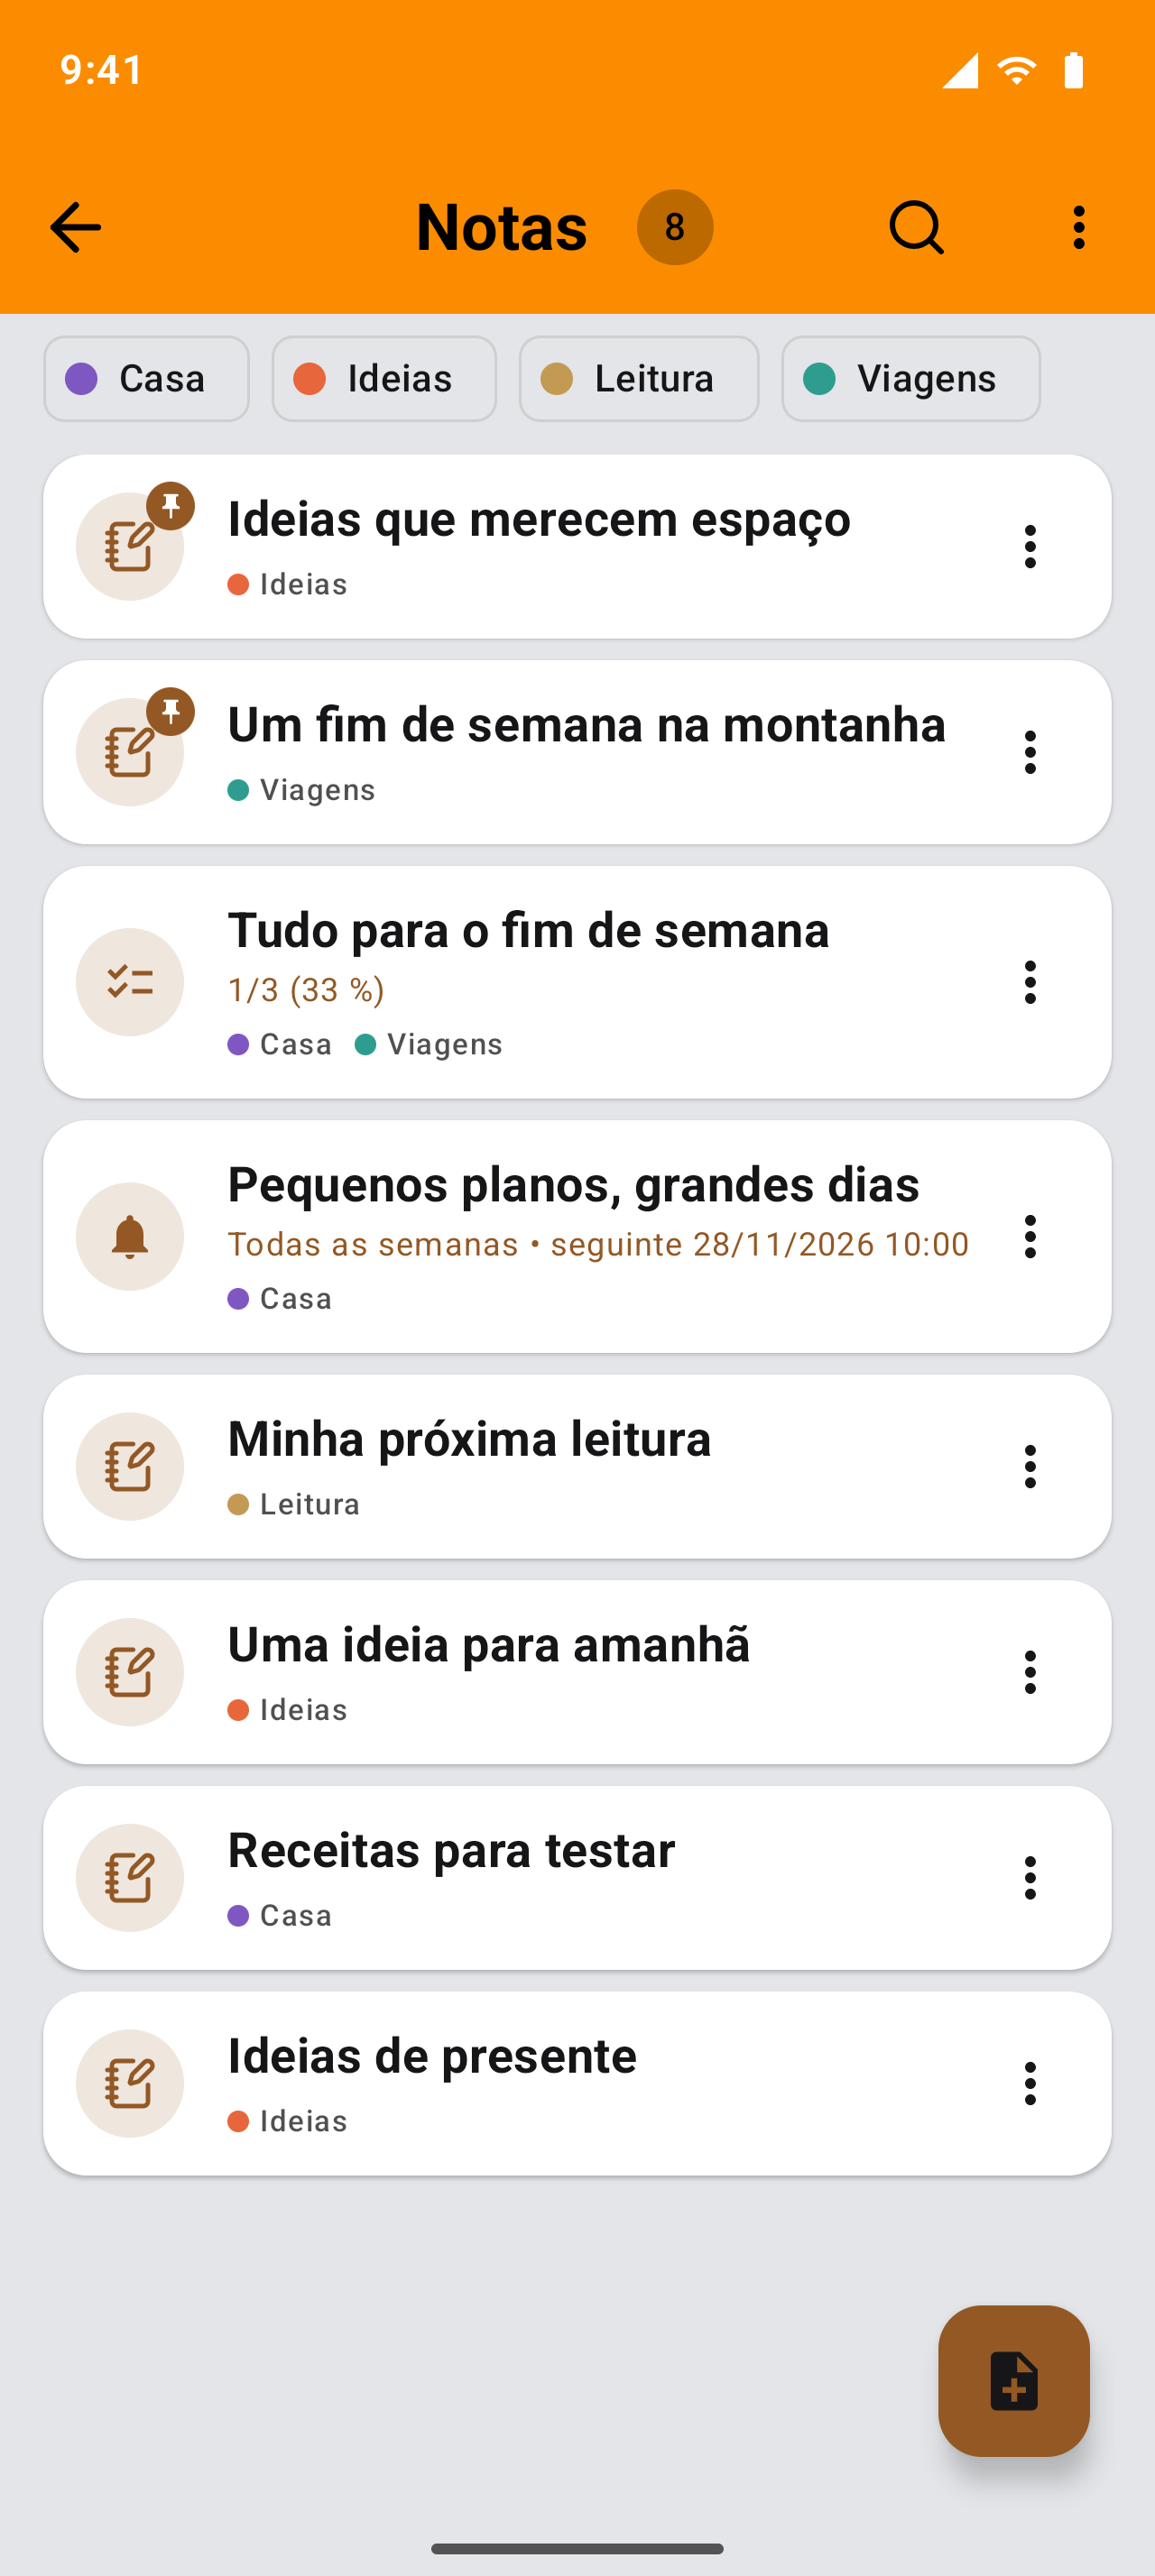 9:41
Notas 8
Casa Ideias Leitura Viagens
Ideias que merecem espaço
Ideias
Um fim de semana na montanha
Viagens
Tudo para o fim de semana
1/3 (33 %)
Casa Viagens
Pequenos planos, grandes dias
Todas as semanas • seguinte 28/11/2026 10:00
Casa
Minha próxima leitura
Leitura
Uma ideia para amanhã
Ideias
Receitas para testar
Casa
Ideias de presente
Ideias